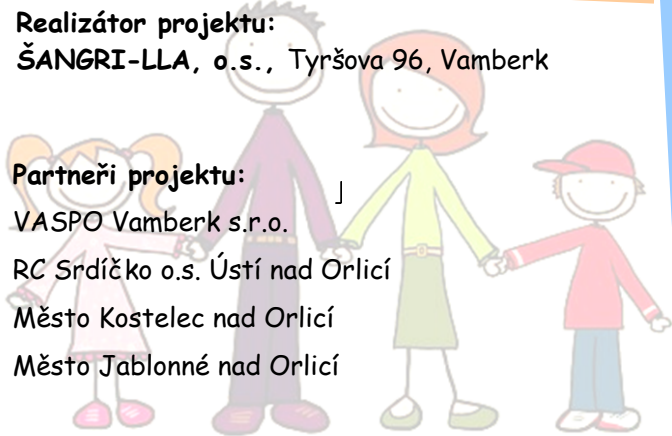 Realizátor projektu:
ŠANGRI-LLA, o.s., Tyršova 96, Vamberk
Partneři projektu:
VASPO Vamberk s.r.o.
RC Srdíčko o.s. Ústí nad Orlicí
Město Kostelec nad Orlicí
Město Jablonné nad Orlicí